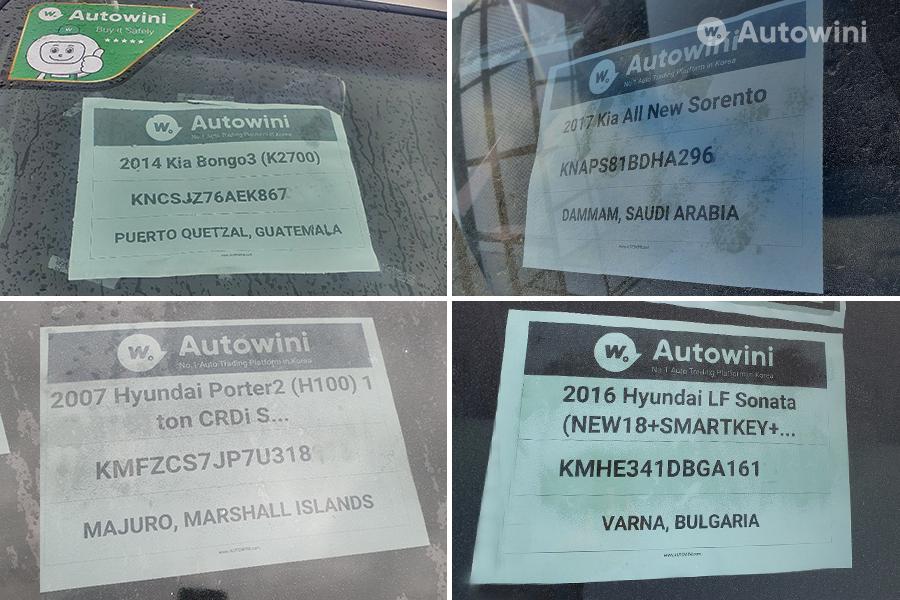 w. Autowini
Buy it Safely
w. Autowini
No.1 Auto Trading Platform in Korea
2014 Kia Bongo3 (K2700)
KNCSJZ76AEK867
PUERTO QUETZAL, GUATEMALA
w. Autowini
w. Autowini
No.1 Auto Trading Platform in Korea
2017 Kia All New Sorento
KNAPS81BDHA296
DAMMAM, SAUDI ARABIA
w. Autowini
No.1 Auto Trading Platform in Korea
2007 Hyundai Porter2 (H100) 1
ton CRDi S...
KMFZCS7JP7U318
MAJURO, MARSHALL ISLANDS
w. Autowini
No.1 Auto Trading Platform in Korea
2016 Hyundai LF Sonata
(NEW18+SMARTKEY+...
KMHE341DBGA161
VARNA, BULGARIA